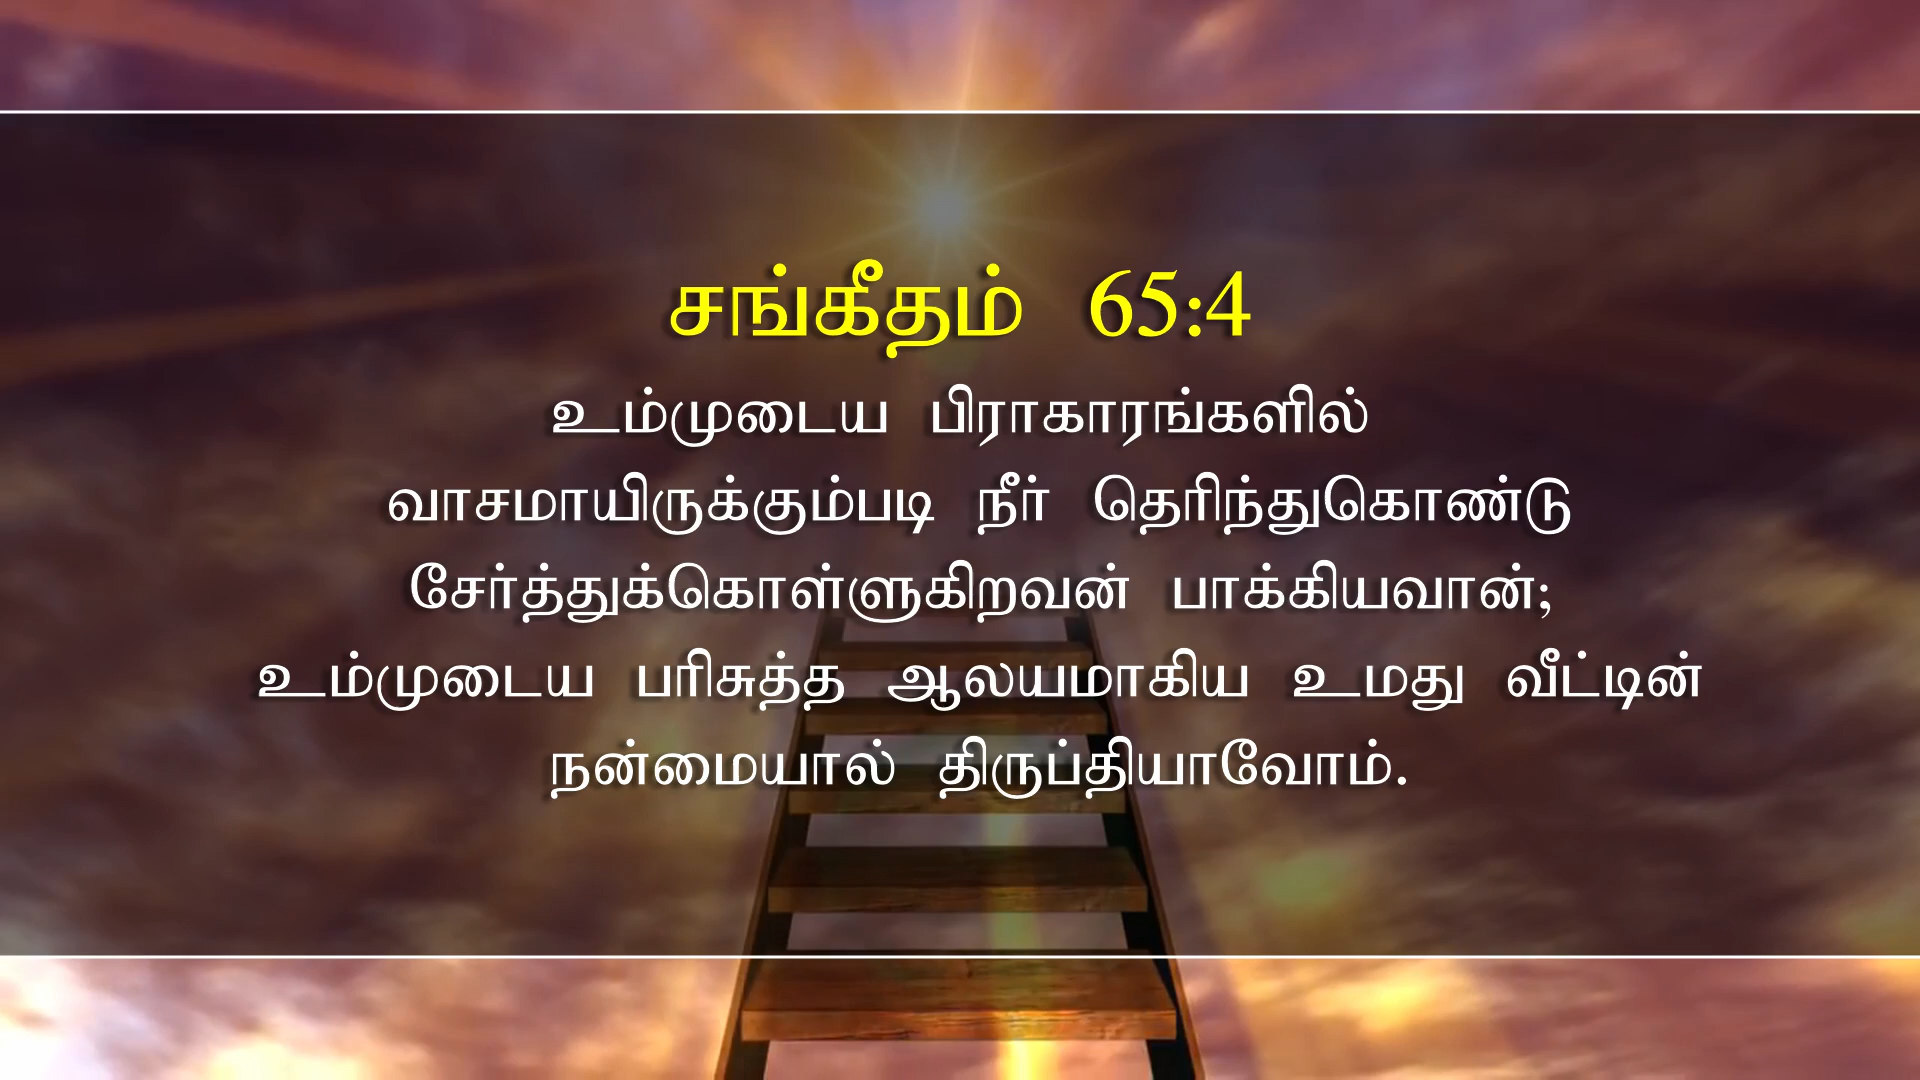 சங்கீதம் 65:4
உம்முடைய பிராகாரங்களில்
வாசமாயிருக்கும்படி நீர் தெரிந்துகொண்டு
சேர்த்துக்கொள்ளுகிறவன் பாக்கியவான்;
உம்முடைய பரிசுத்த ஆலயமாகிய உமது வீட்டின்
நன்மையால் திருப்தியாவோம்.